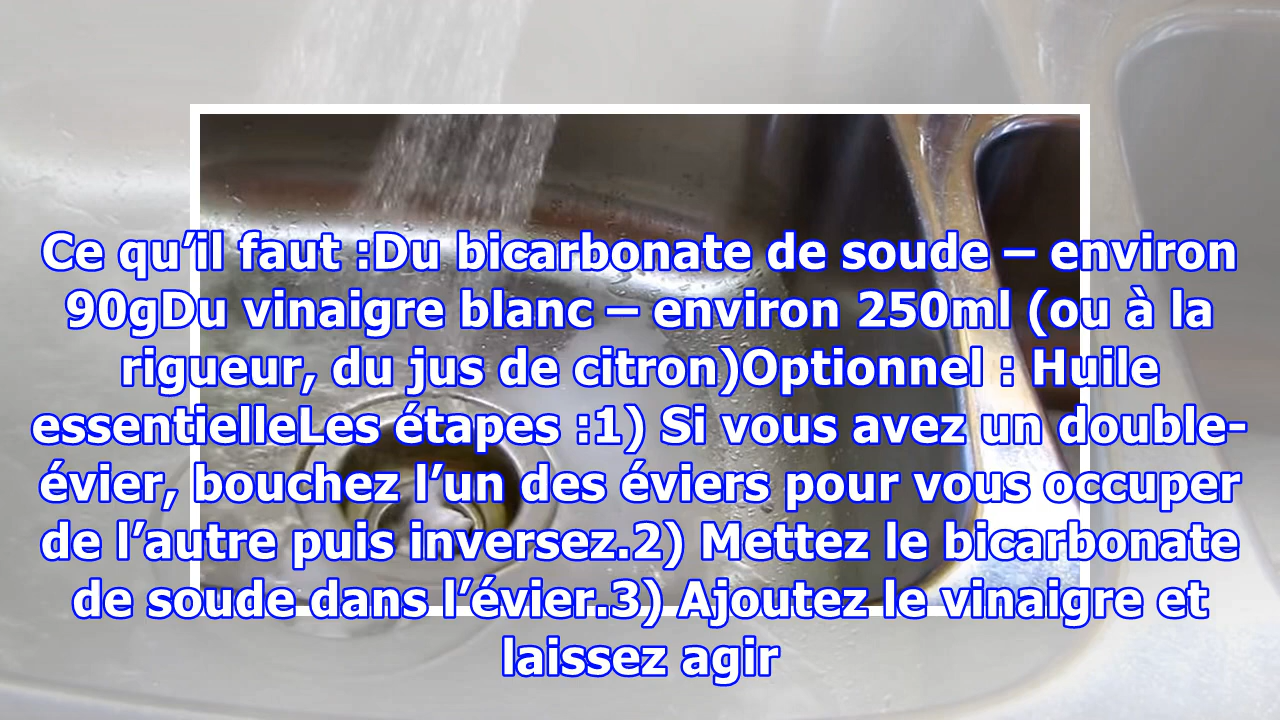 Ce qu’il faut :Du bicarbonate de soude – environ
90gDu vinaigre blanc – environ 250ml (ou à la
rigueur, du jus de citron)Optionnel : Huile
essentielleLes étapes :1) Si vous avez un double-
évier, bouchez l’un des éviers pour vous occuper
de l’autre puis inversez.2) Mettez le bicarbonate
de soude dans l’évier.3) Ajoutez le vinaigre et
laissez agir